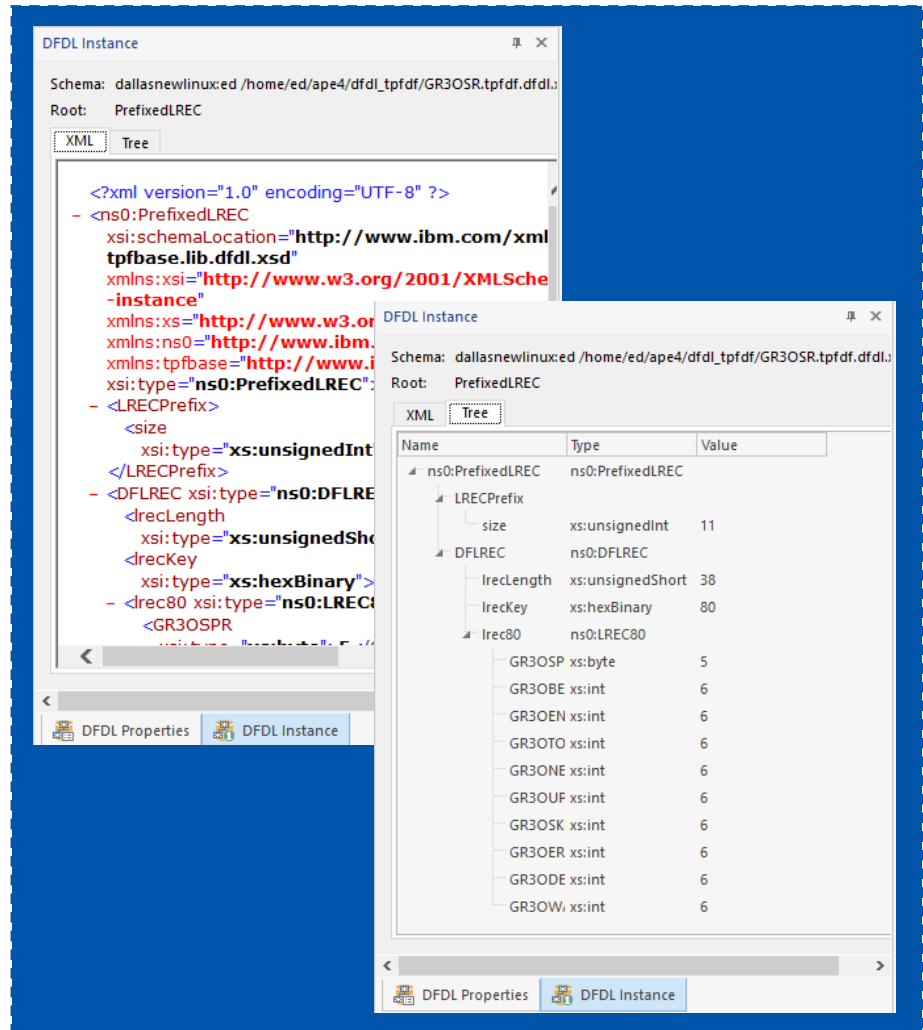 DFDL Instance
Schema: dallasnewlinux:ed /home/ed/ape4/dfdl_tpfdf/GR3OSR.tpfdf.dfdl.x
Root: PrefixedLREC
XML Tree
<?xml version="1.0" encoding="UTF-8" ?>
– <ns0:PrefixedLREC
xsi:schemaLocation="http://www.ibm.com/xml
tpfbase.lib.dfdl.xsd"
xmlns:xsi="http://www.w3.org/2001/XMLSche
-instance"
xmlns:xs="http://www.w3.or
xmlns:ns0="http://www.ibm.
xmlns:tpfbase="http://www.i
xsi:type="ns0:PrefixedLREC">
– <LRECPrefix>
<size
xsi:type="xs:unsignedInt"
</LRECPrefix>
– <DFLREC xsi:type="ns0:DFLRE
<lrecLength
xsi:type="xs:unsignedSho
<lrecKey
xsi:type="xs:hexBinary">
– <lrec80 xsi:type="ns0:LREC8
<GR3OSPR
DFDL Properties DFDL Instance
DFDL Instance
Schema: dallasnewlinux:ed /home/ed/ape4/dfdl_tpfdf/GR3OSR.tpfdf.dfdl.x
Root: PrefixedLREC
XML Tree
Name Type Value
ns0:PrefixedLREC ns0:PrefixedLREC
LRECPrefix
size xs:unsignedInt 11
DFLREC ns0:DFLREC
lrecLength xs:unsignedShort 38
lrecKey xs:hexBinary 80
lrec80 ns0:LREC80
GR3OSP xs:byte 5
GR3OBE xs:int 6
GR3OEN xs:int 6
GR3OTO xs:int 6
GR3ONE xs:int 6
GR3OUP xs:int 6
GR3OSK xs:int 6
GR3OER xs:int 6
GR3ODE xs:int 6
GR3OWA xs:int 6
DFDL Properties DFDL Instance